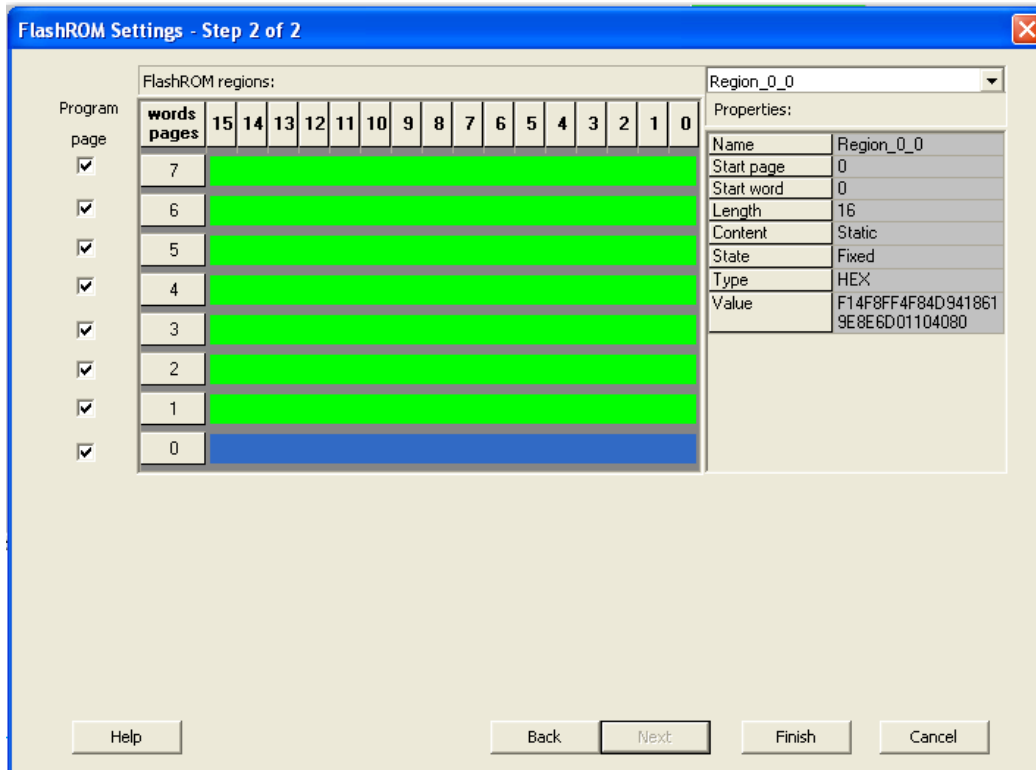 FlashROM Settings - Step 2 of 2
FlashROM regions:
Region_0_0
Program
page
words
pages
15 14 13 12 11 10 9 8 7 6 5 4 3 2 1 0
Properties:
7
6
5
4
3
2
1
0
Name Region_0_0
Start page 0
Start word 0
Length 16
Content Static
State Fixed
Type HEX
Value F14F8FF4F84D941861
9E8E6D01104080
Help
Back
Next
Finish
Cancel